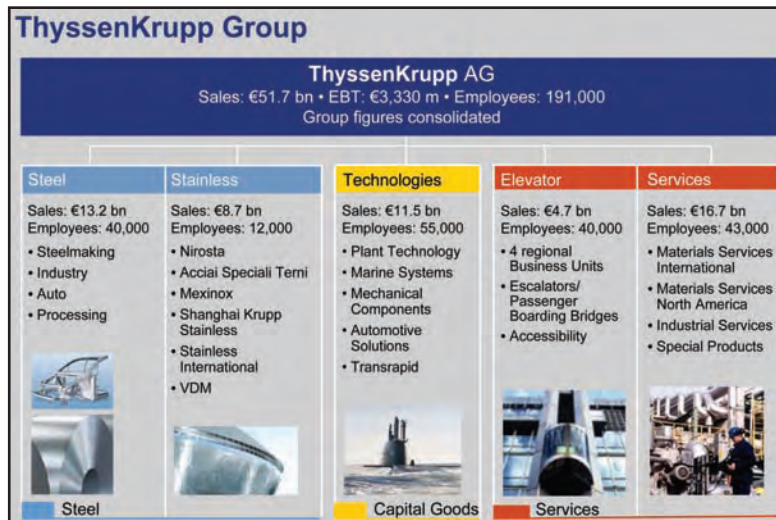 ThyssenKrupp Group
ThyssenKrupp AG
Sales: €51.7 bn • EBT: €3,330 m • Employees: 191,000
Group figures consolidated
Steel
Sales: €13.2 bn
Employees: 40,000
• Steelmaking
• Industry
• Auto
• Processing
Stainless
Sales: €8.7 bn
Employees: 12,000
• Nirosta
• Acciai Speciali Terni
• Mexinox
• Shanghai Krupp
Stainless
• Stainless
International
• VDM
Technologies
Sales: €11.5 bn
Employees: 55,000
• Plant Technology
• Marine Systems
• Mechanical
Components
• Automotive
Solutions
• Transrapid
Elevator
Sales: €4.7 bn
Employees: 40,000
• 4 regional
Business Units
• Escalators/
Passenger
Boarding Bridges
• Accessibility
Services
Sales: €16.7 bn
Employees: 43,000
• Materials Services
International
• Materials Services
North America
• Industrial Services
• Special Products
Steel
Capital Goods
Services